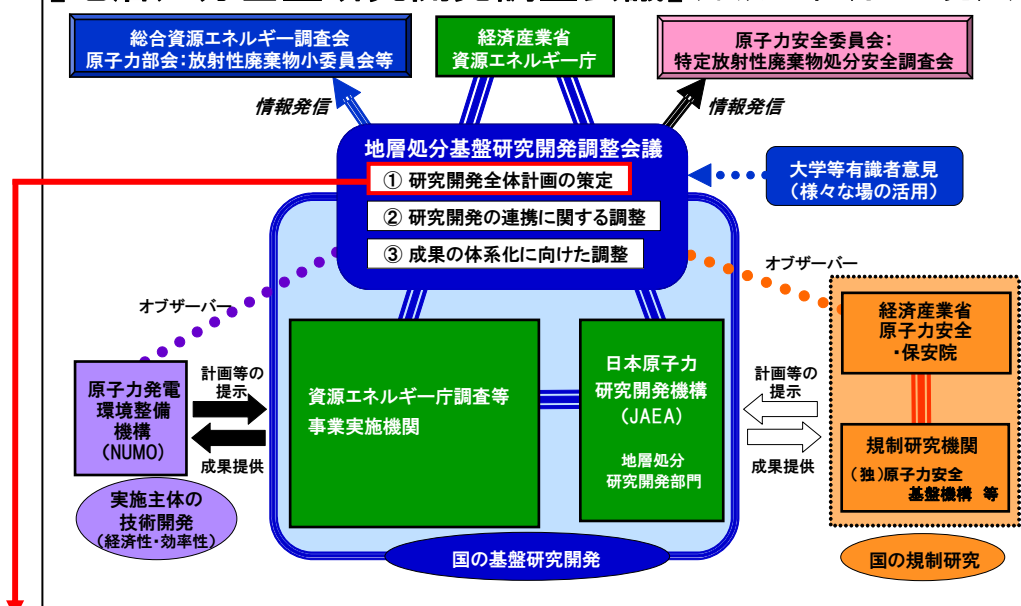 総合資源エネルギー調査会
原子力部会：放射性廃棄物小委員会等
経済産業省
資源エネルギー庁
原子力安全委員会：
特定放射性廃棄物処分安全調査会
情報発信
情報発信
地層処分基盤研究開発調整会議
① 研究開発全体計画の策定
② 研究開発の連携に関する調整
③ 成果の体系化に向けた調整
大学等有識者意見
（様々な場の活用）
オブザーバー
オブザーバー
原子力発電
環境整備
機構
（NUMO）
計画等の
提示
成果提供
資源エネルギー庁調査等
事業実施機関
日本原子力
研究開発機構
（JAEA）
地層処分
研究開発部門
計画等の
提示
成果提供
経済産業省
原子力安全
・保安院
規制研究機関
（独）原子力安全
基盤機構 等
実施主体の
技術開発
（経済性・効率性）
国の基盤研究開発
国の規制研究